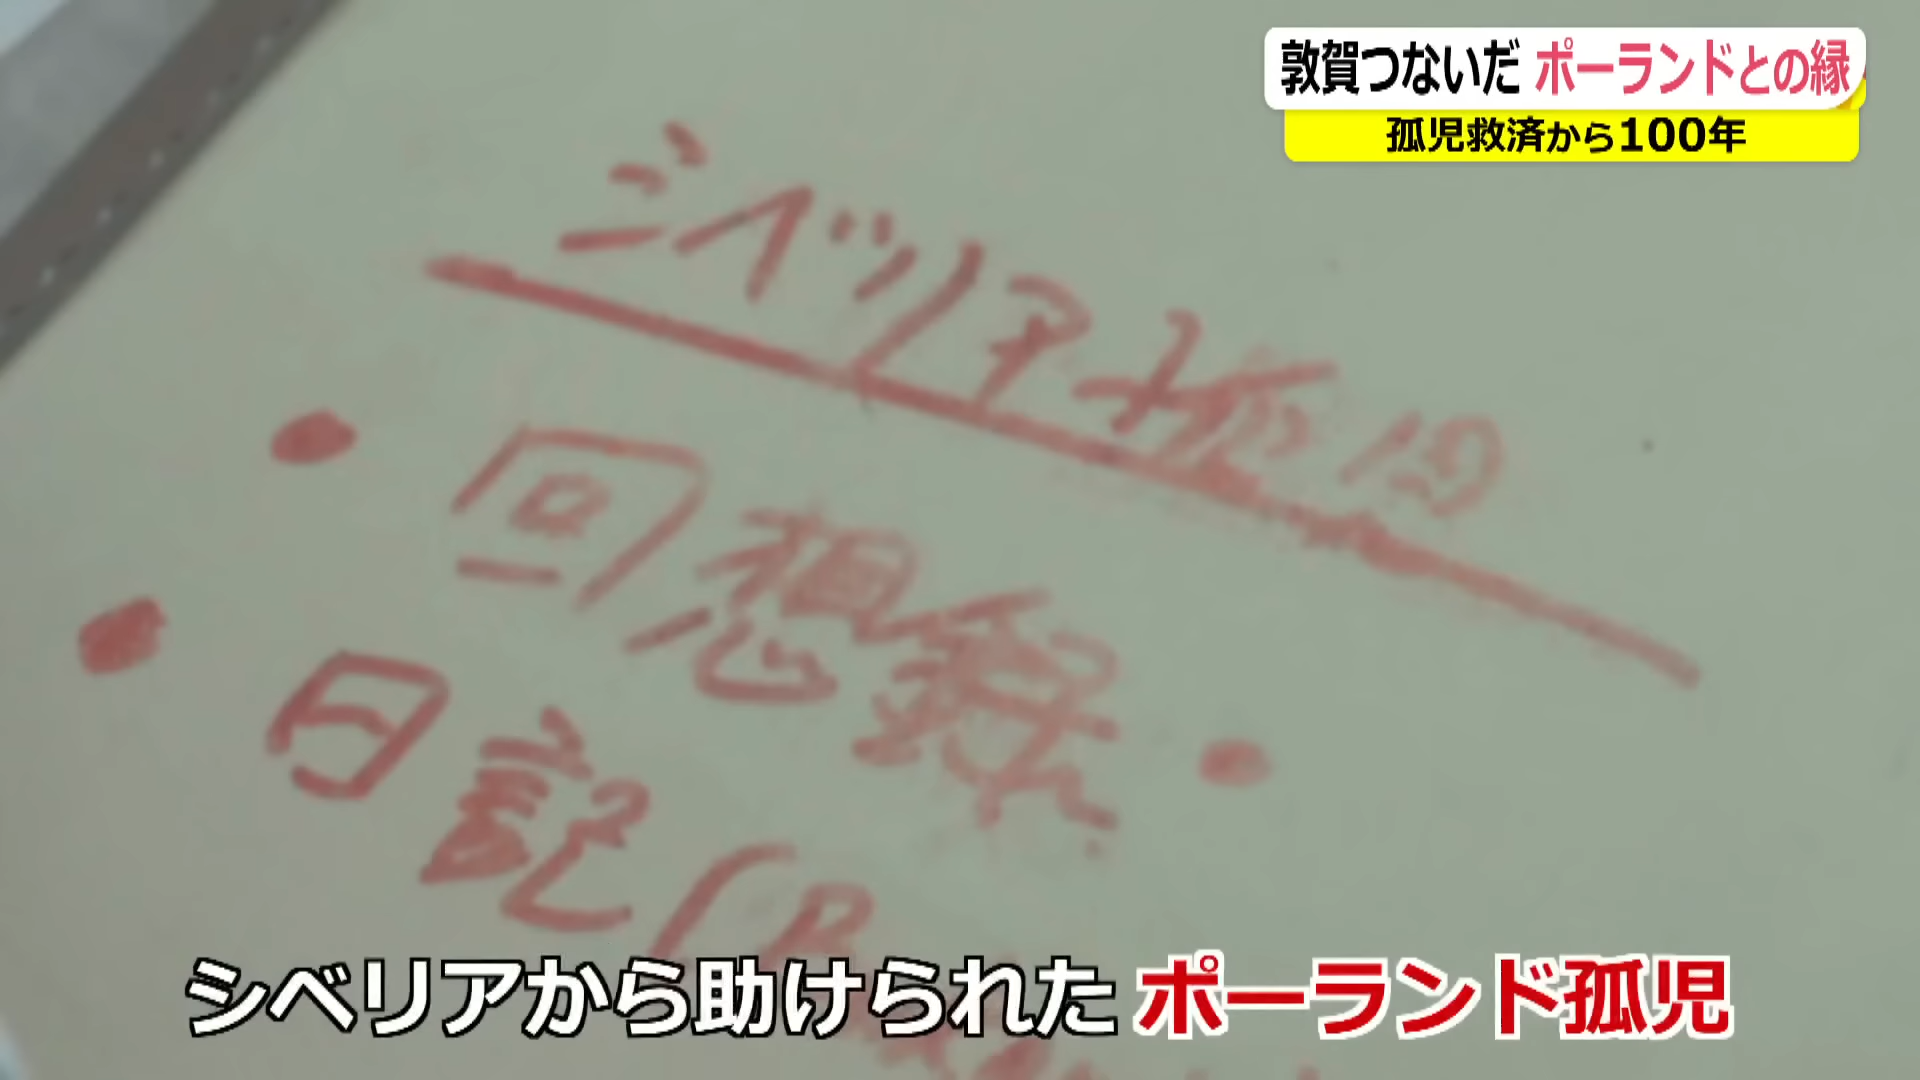 敦賀つないだ ポーランドとの縁
孤児救済から100年
シベリア孤児
・回想録・
・日記(B
シベリアから助けられた ポーランド孤児